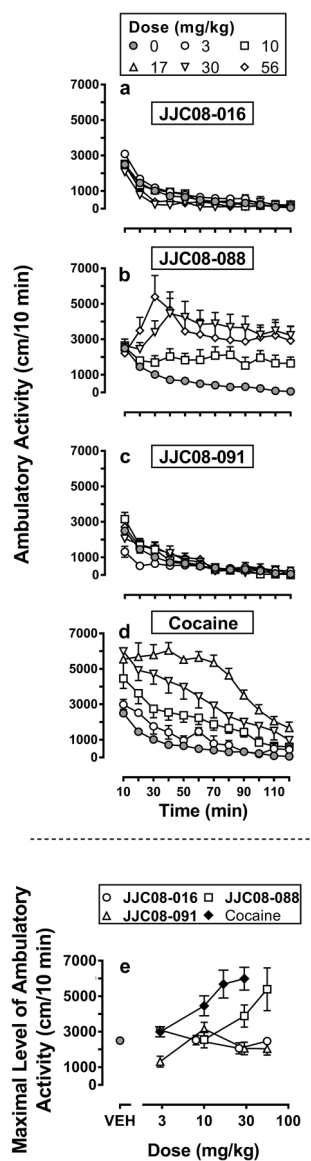 Dose (mg/kg)
0 3 10
17 30 56
a
JJC08-016
7000
5000
3000
1000
0
b
JJC08-088
7000
5000
3000
1000
0
c
JJC08-091
7000
5000
3000
1000
0
d
Cocaine
7000
5000
3000
1000
0
Ambulatory Activity (cm/10 min)
10 30 50 70 90 110
Time (min)
JJC08-016 JJC08-088
JJC08-091 Cocaine
e
7000
5000
3000
1000
0
Maximal Level of Ambulatory
Activity (cm/10 min)
VEH 3 10 30 100
Dose (mg/kg)